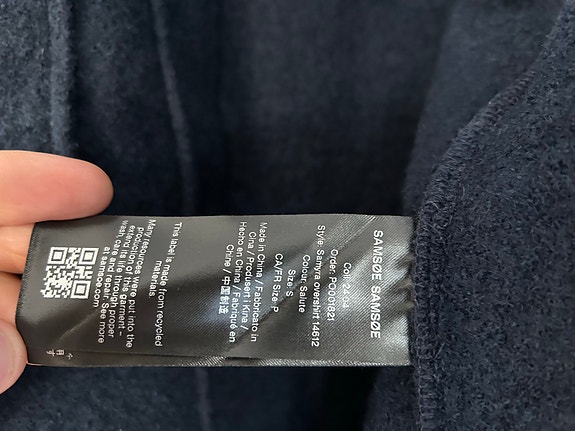 SAMSØE SAMSØE
Coll: 24-04
Order: PO001821
Style: Samyra overshirt 14612
Colour: Salute
Size: S
CA/FR Size: P
Made in China / Fabbricato in
Cina / Produsert i Kina /
Hecho en China / Fabriqué en
Chine / 中国制造
This label is made from recycled
materials.
Many resources were put into the
production of this garment –
extend its life through proper
wash care and repair. See more
at samsoe.com